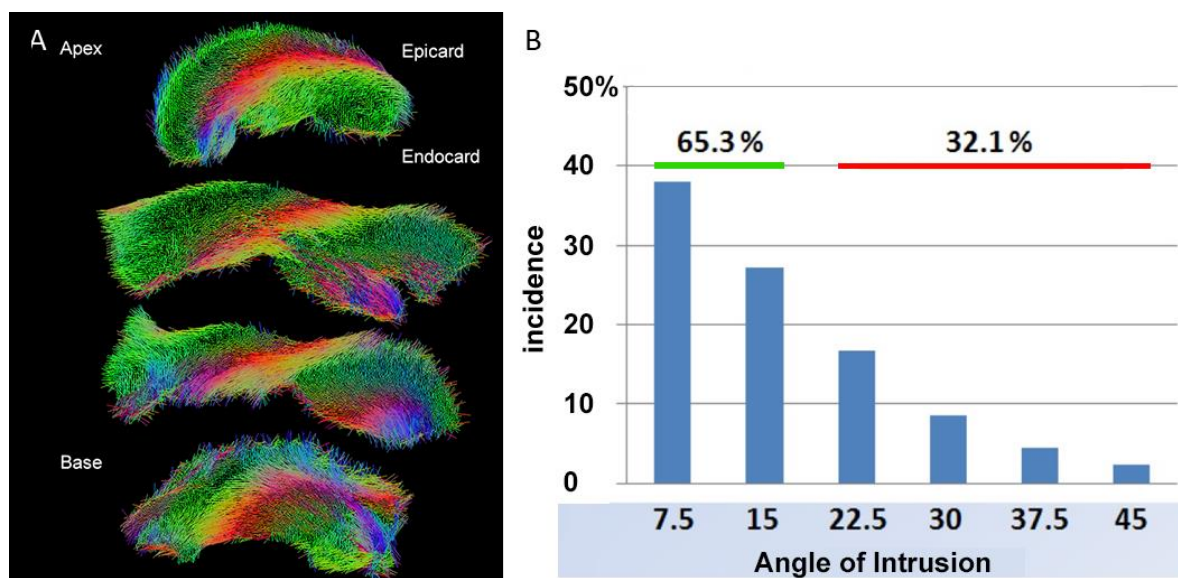 A
Apex
Epicard
Endocard
Base
B
50%
65.3%
32.1%
40
30
20
10
0
incidence
7.5 15 22.5 30 37.5 45
Angle of Intrusion